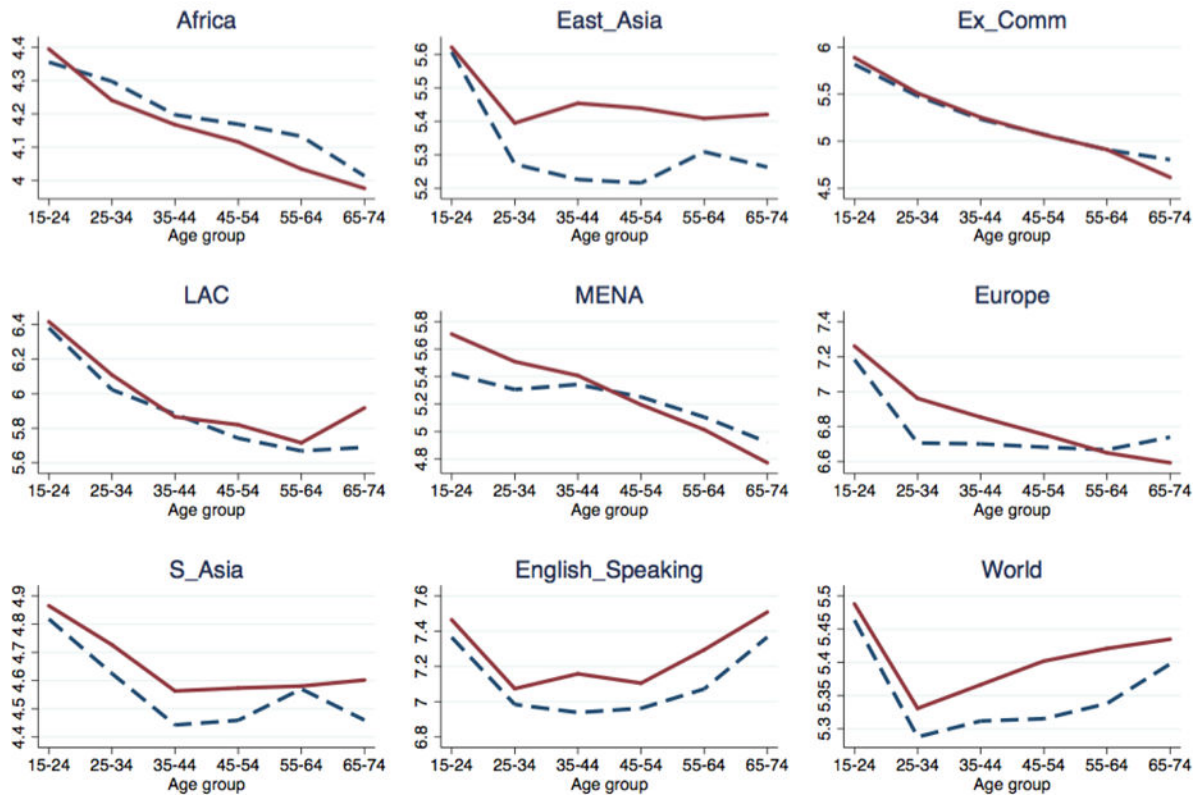 Africa
4 4.1 4.2 4.3 4.4
15-24 25-34 35-44 45-54 55-64 65-74
Age group
East_Asia
5.2 5.3 5.4 5.5 5.6
15-24 25-34 35-44 45-54 55-64 65-74
Age group
Ex_Comm
4.5 5 5.5 6
15-24 25-34 35-44 45-54 55-64 65-74
Age group
LAC
5.6 5.8 6 6.2 6.4
15-24 25-34 35-44 45-54 55-64 65-74
Age group
MENA
4.8 5 5.2 5.4 5.6 5.8
15-24 25-34 35-44 45-54 55-64 65-74
Age group
Europe
6.6 6.8 7 7.2 7.4
15-24 25-34 35-44 45-54 55-64 65-74
Age group
S_Asia
4.4 4.5 4.6 4.7 4.8 4.9
15-24 25-34 35-44 45-54 55-64 65-74
Age group
English_Speaking
6.8 7 7.2 7.4 7.6
15-24 25-34 35-44 45-54 55-64 65-74
Age group
World
5.3 5.35 5.4 5.45 5.5
15-24 25-34 35-44 45-54 55-64 65-74
Age group